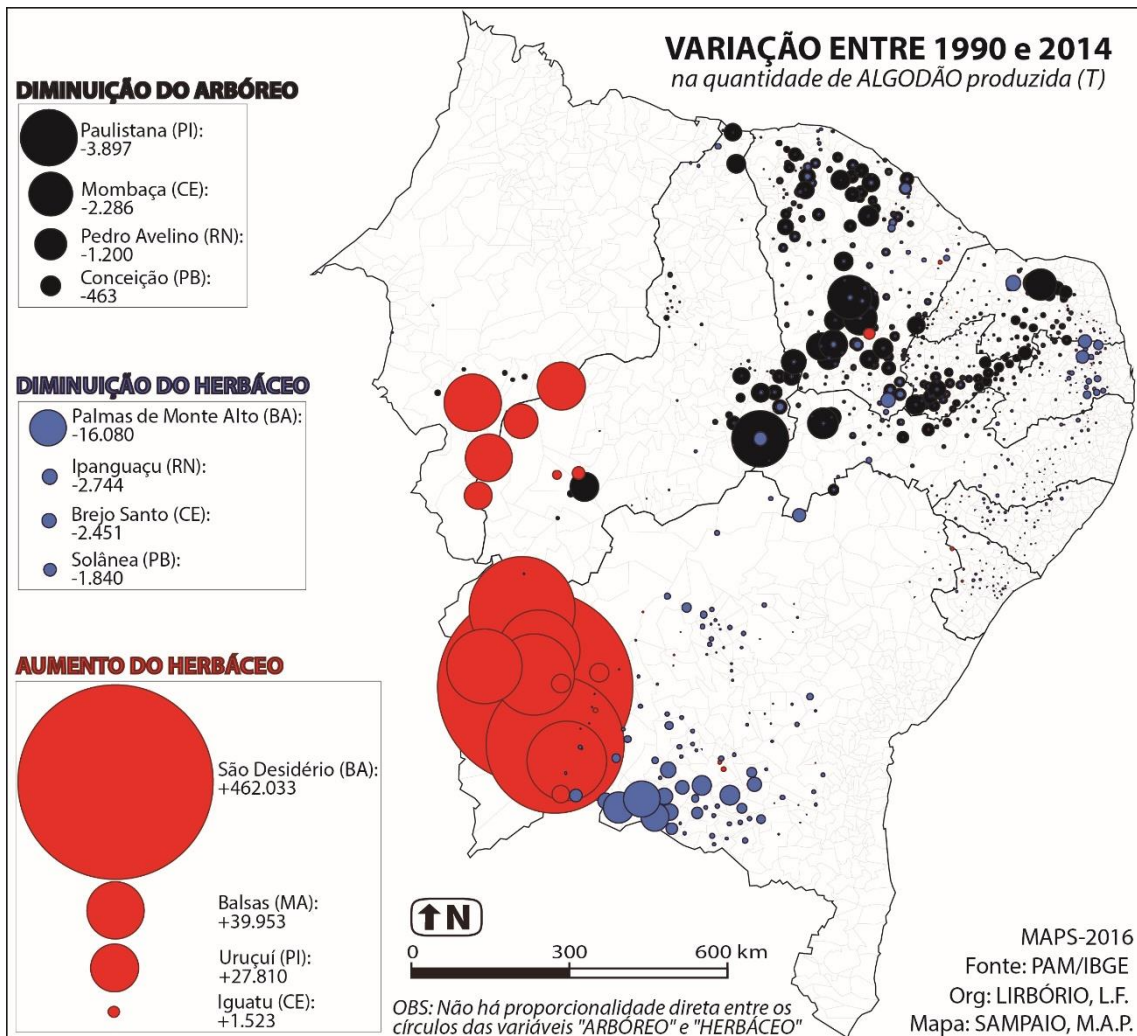 VARIAÇÃO ENTRE 1990 e 2014
na quantidade de ALGODÃO produzida (T)
DIMINUIÇÃO DO ARBÓREO
Paulistana (PI):
-3.897
Mombaça (CE):
-2.286
Pedro Avelino (RN):
-1.200
Conceição (PB):
-463
DIMINUIÇÃO DO HERBÁCEO
Palmas de Monte Alto (BA):
-16.080
Ipanguaçu (RN):
-2.744
Brejo Santo (CE):
-2.451
Solânea (PB):
-1.840
AUMENTO DO HERBÁCEO
São Desidério (BA):
+462.033
Balsas (MA):
+39.953
Uruçuí (PI):
+27.810
Iguatu (CE):
+1.523
N
0 300 600 km
OBS: Não há proporcionalidade direta entre os
círculos das variáveis "ARBÓREO" e "HERBÁCEO"
MAPS-2016
Fonte: PAM/IBGE
Org: LIRBÓRIO, L.F.
Mapa: SAMPAIO, M.A.P.